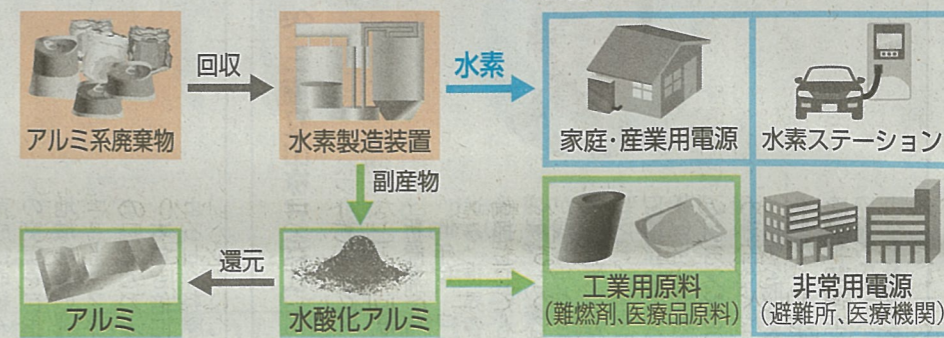 回収
水素
アルミ系廃棄物
水素製造装置
家庭・産業用電源
水素ステーション
副産物
還元
アルミ
水酸化アルミ
工業用原料
(難燃剤、医療品原料)
非常用電源
(避難所、医療機関)